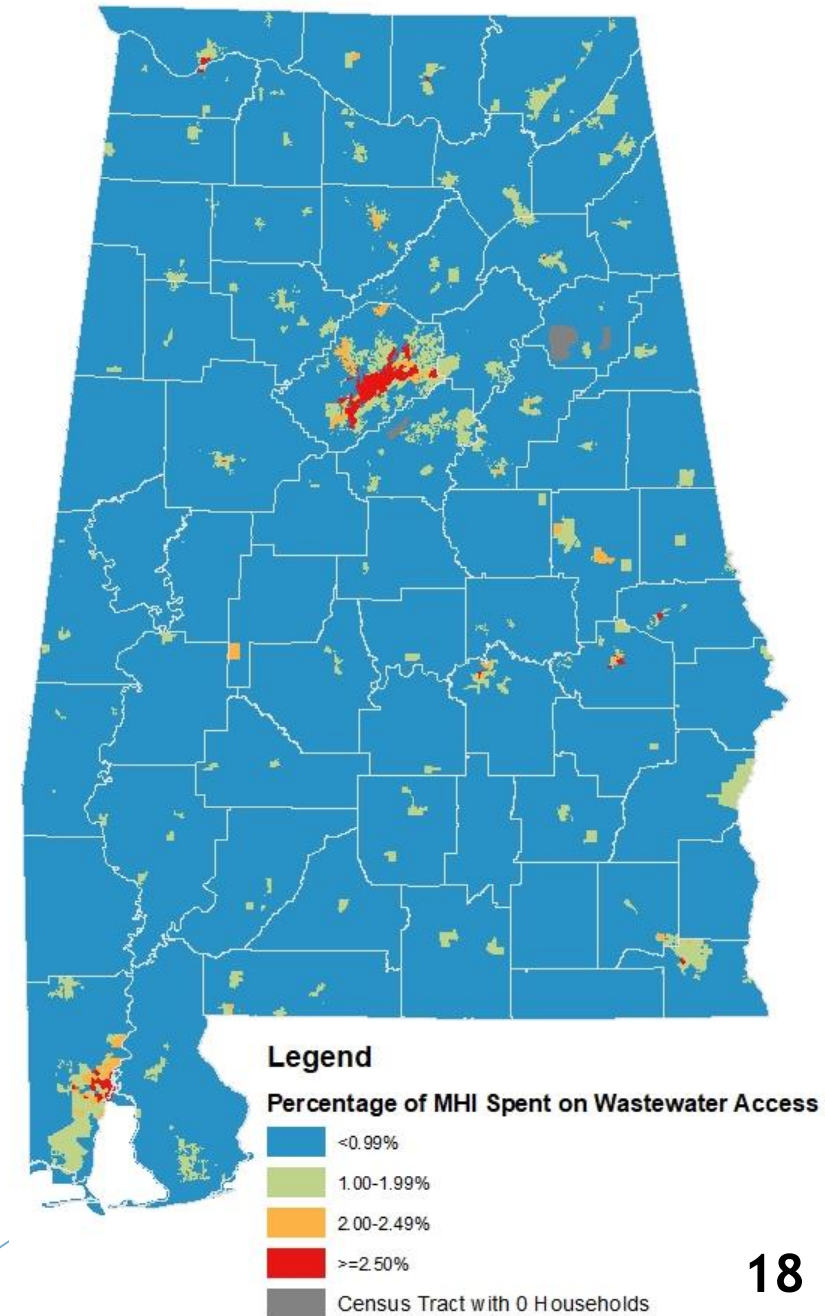 Legend
Percentage of MHI Spent on Wastewater Access
<0.99%
1.00-1.99%
2.00-2.49%
>=2.50%
Census Tract with 0 Households
18